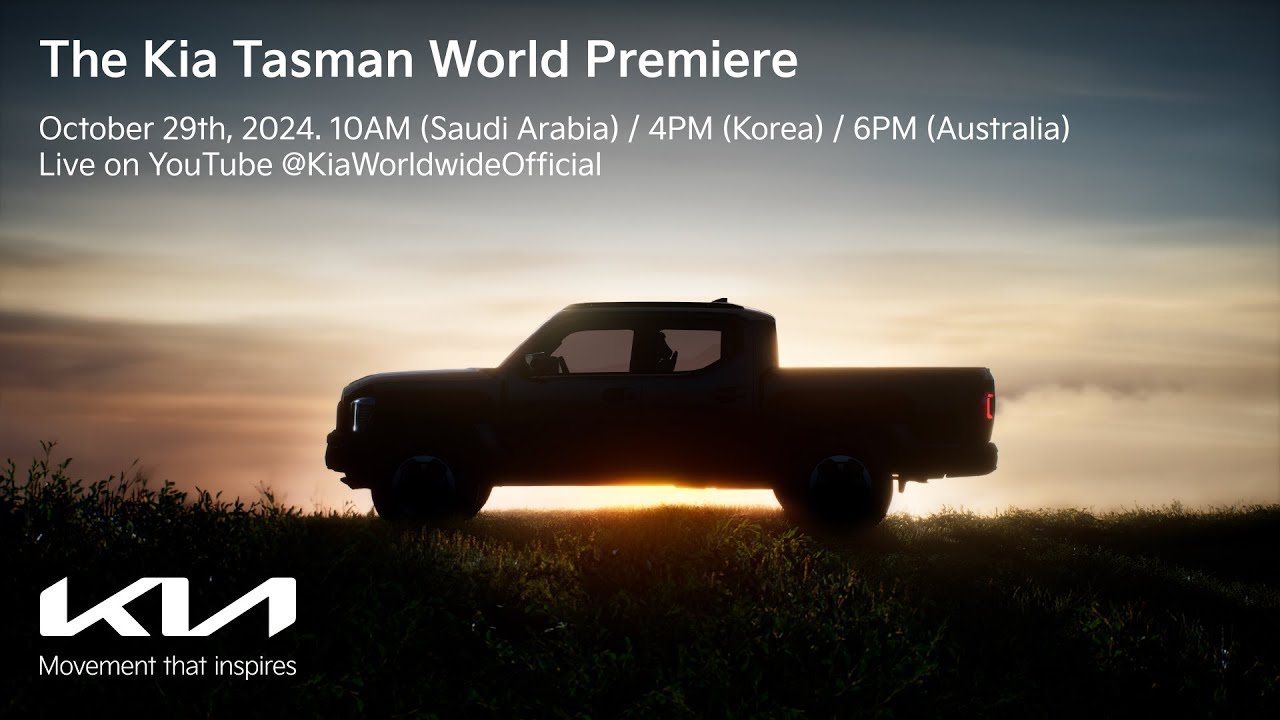 The Kia Tasman World Premiere
October 29th, 2024. 10AM (Saudi Arabia) / 4PM (Korea) / 6PM (Australia)
Live on YouTube @KiaWorldwideOfficial
KIA
Movement that inspires